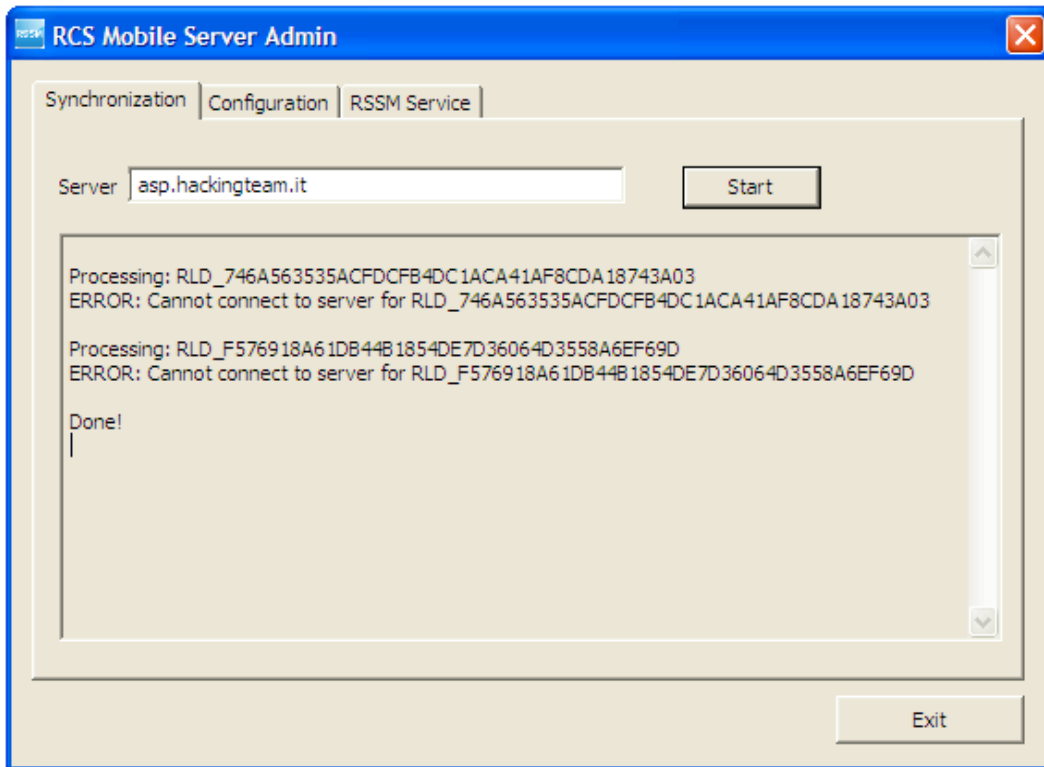 RSSM RCS Mobile Server Admin
Synchronization Configuration RSSM Service
Server asp.hackingteam.it Start
Processing: RLD_746A563535ACFDCFB4DC1ACA41AF8CDA18743A03
ERROR: Cannot connect to server for RLD_746A563535ACFDCFB4DC1ACA41AF8CDA18743A03
Processing: RLD_F576918A61DB44B1854DE7D36064D3558A6EF69D
ERROR: Cannot connect to server for RLD_F576918A61DB44B1854DE7D36064D3558A6EF69D
Done!
Exit